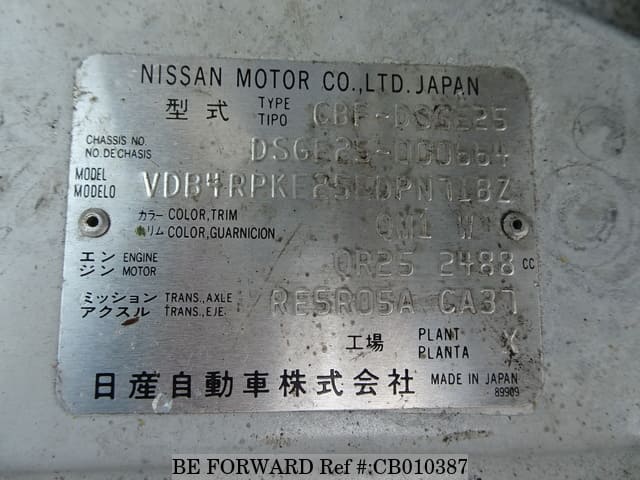 NISSAN MOTOR CO.,LTD. JAPAN
型式 TYPE TIPO CBF-DSGE25
CHASSIS NO. NO. DE CHASIS DSGE25-000664
MODEL MODELO
カラー COLOR, TRIM
トリム COLOR, GUARNICION QM1 W
エンジン ENGINE MOTOR QR25 2488 cc
ミッション TRANS., AXLE
アクスル TRANS., EJE. RE5R05A CA37
工場 PLANT PLANTA X
日産自動車株式会社 MADE IN JAPAN
89909
BE FORWARD Ref #:CB010387